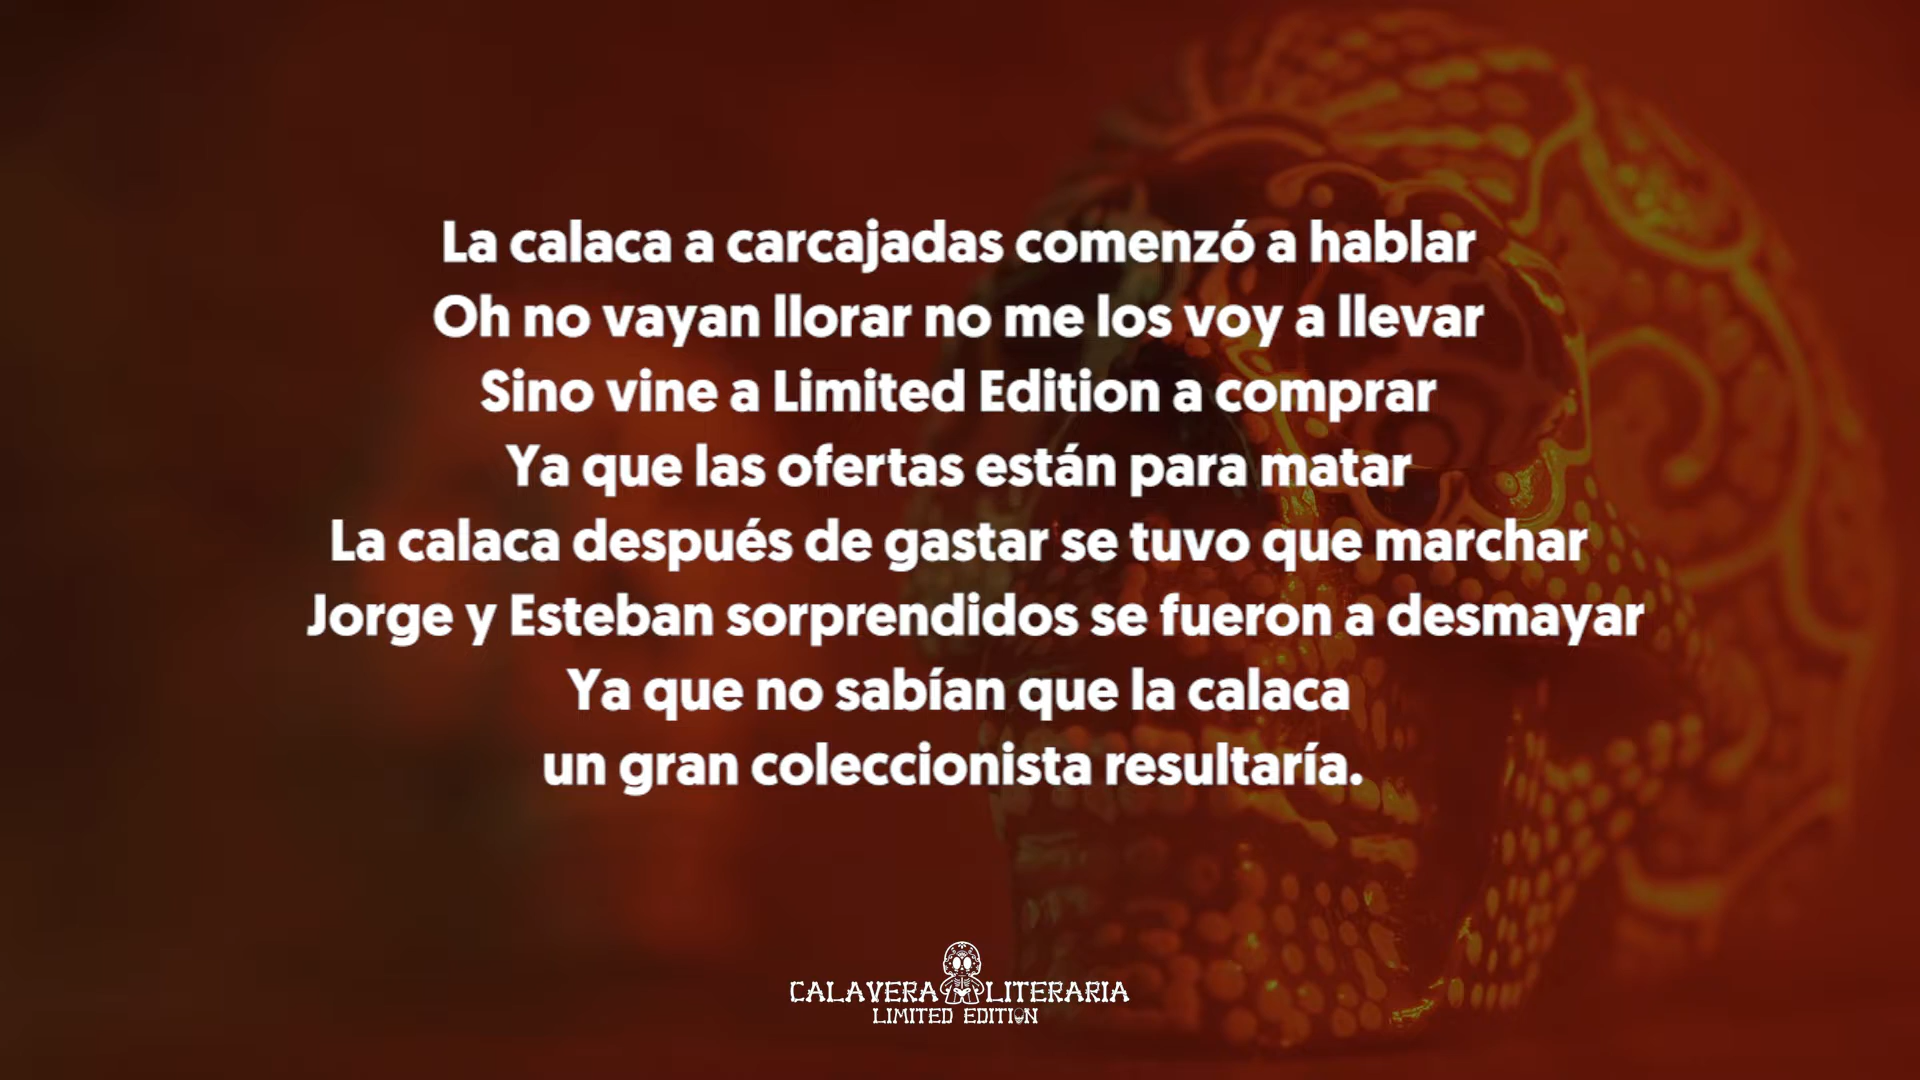 La calaca a carcajadas comenzó a hablar
Oh no vayan llorar no me los voy a llevar
Sino vine a Limited Edition a comprar
Ya que las ofertas están para matar
La calaca después de gastar se tuvo que marchar
Jorge y Esteban sorprendidos se fueron a desmayar
Ya que no sabían que la calaca
un gran coleccionista resultaría.
CALAVERA LITERARIA
LIMITED EDITION